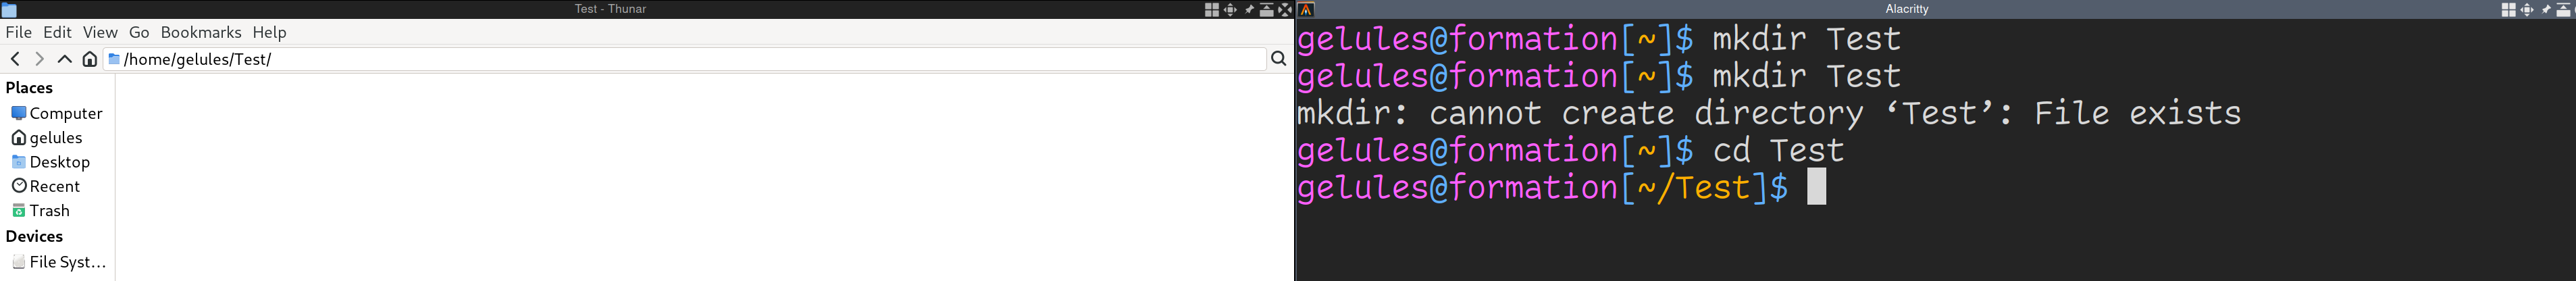 Test - Thunar
File Edit View Go Bookmarks Help
/home/gelules/Test/
Places
Computer
gelules
Desktop
Recent
Trash
Devices
File Syst...
Alacritty
gelules@formation[~]$ mkdir Test
gelules@formation[~]$ mkdir Test
mkdir: cannot create directory ‘Test’: File exists
gelules@formation[~]$ cd Test
gelules@formation[~/Test]$